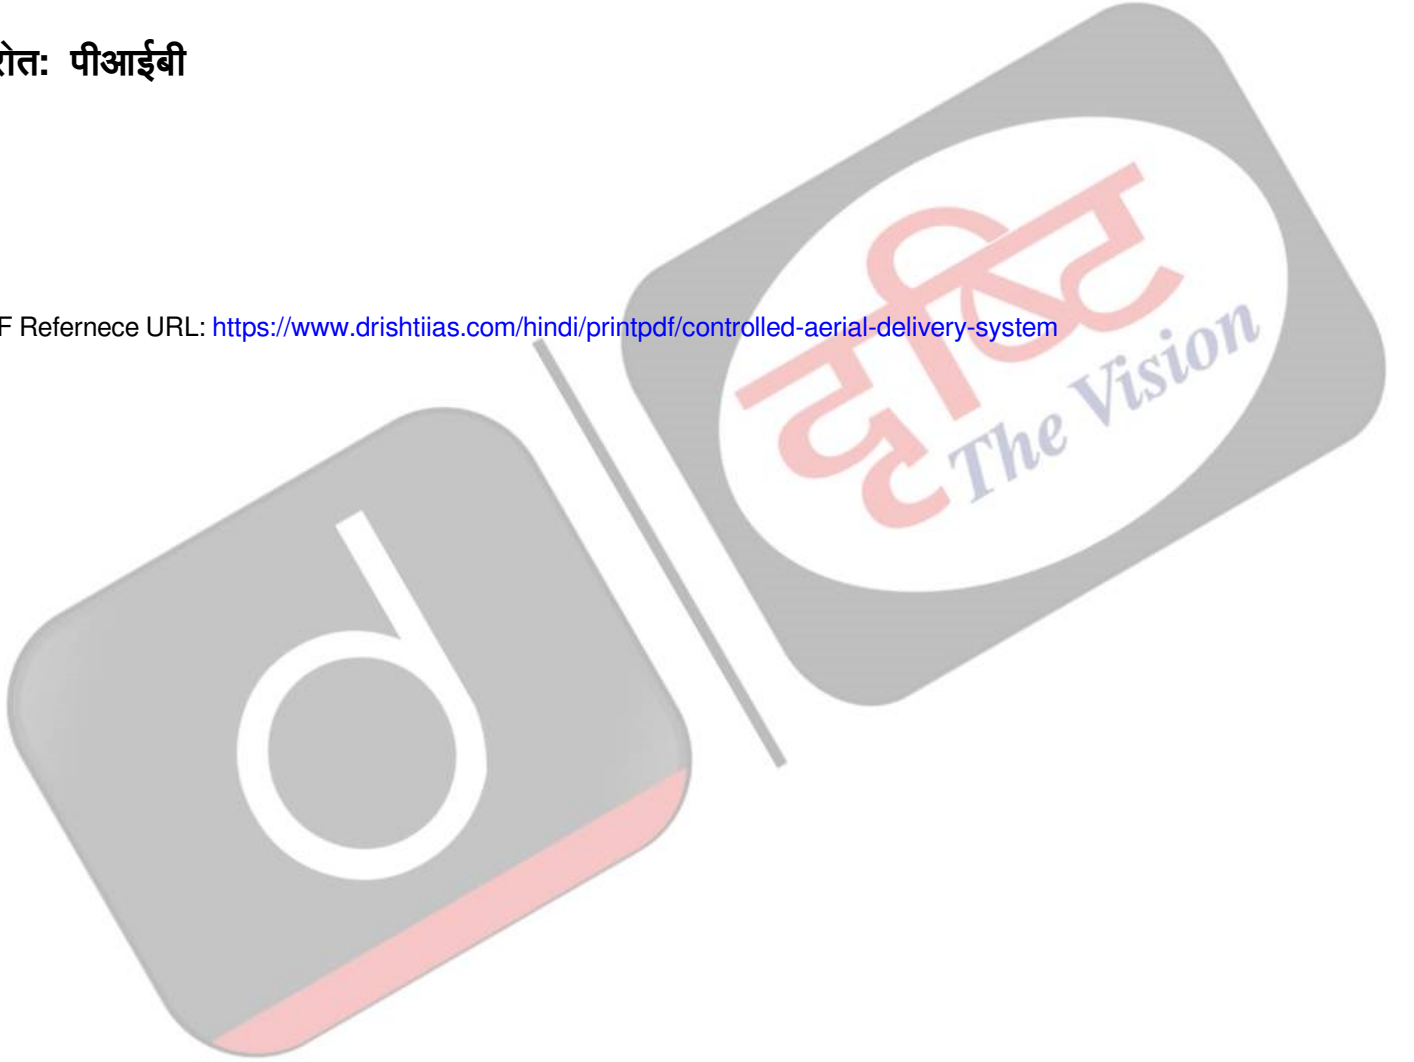 रोत: पीआईबी
F Refernece URL: https://www.drishtiias.com/hindi/printpdf/controlled-aerial-delivery-system
दृष्टि
The Vision
d